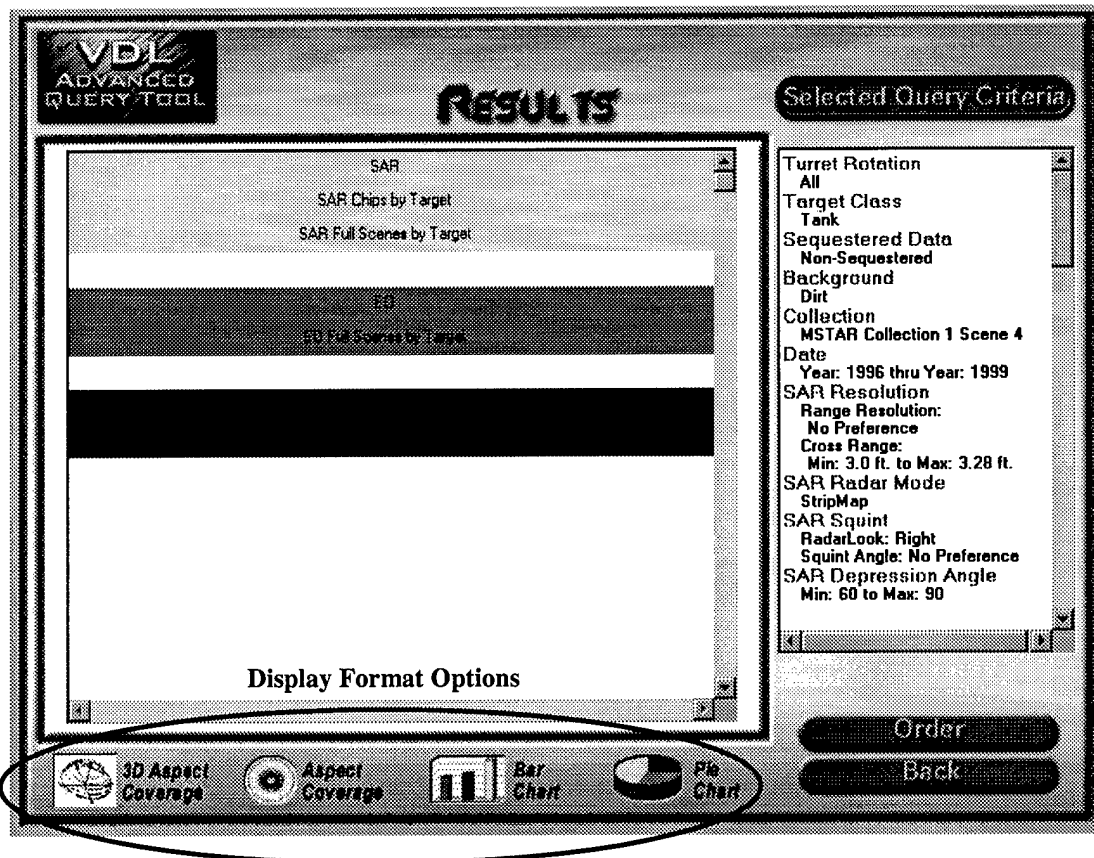 VDL
ADVANCED
QUERY TOOL
RESULTS
Selected Query Criteria
SAR
SAR Chips by Target
SAR Full Scenes by Target
EO
EO Full Scenes by Target
Display Format Options
Turret Rotation
All
Target Class
Tank
Sequestered Data
Non-Sequestered
Background
Dirt
Collection
MSTAR Collection 1 Scene 4
Date
Year: 1996 thru Year: 1999
SAR Resolution
Range Resolution:
No Preference
Cross Range:
Min: 3.0 ft. to Max: 3.28 ft.
SAR Radar Mode
StripMap
SAR Squint
RadarLook: Right
Squint Angle: No Preference
SAR Depression Angle
Min: 60 to Max: 90
Order
Back
3D Aspect
Coverage
Aspect
Coverage
Bar
Chart
Pie
Chart